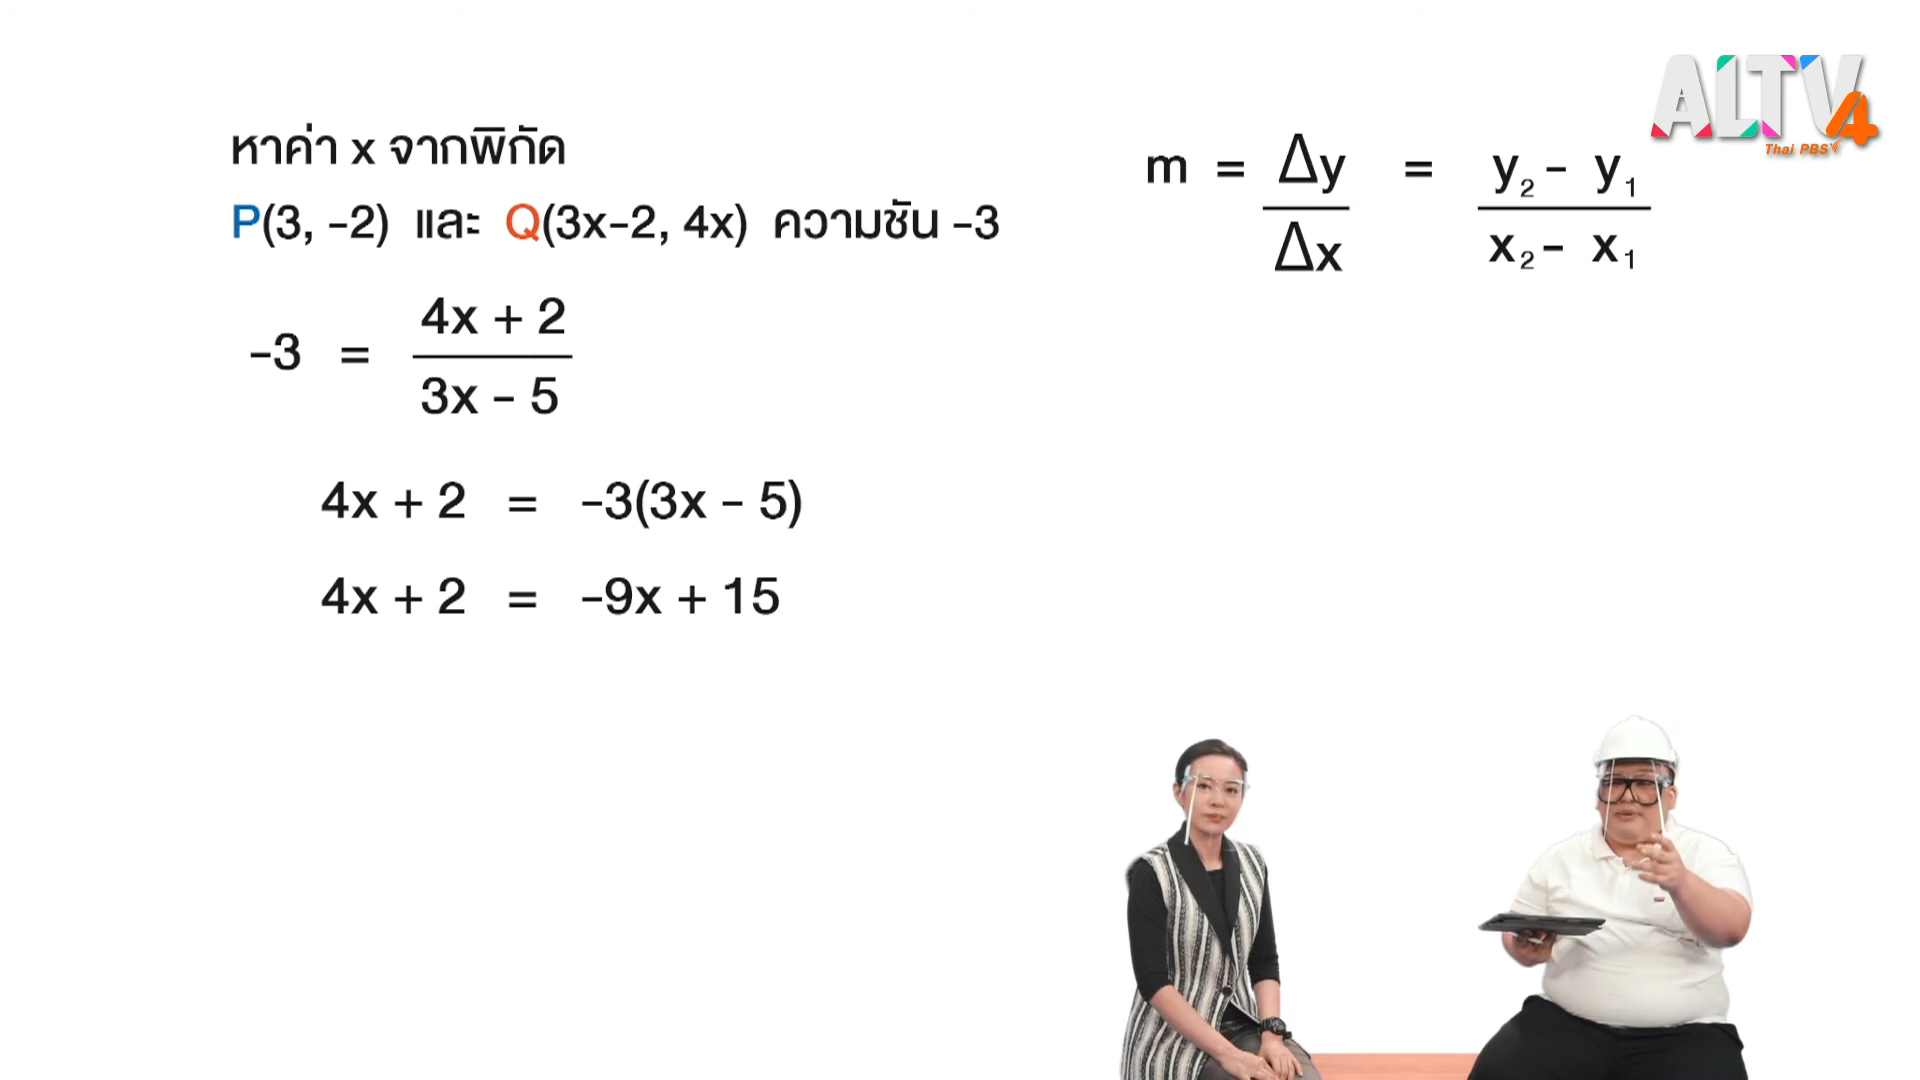 หาค่า x จากพิกัด
P(3, -2) และ Q(3x-2, 4x) ความชัน -3
-3 = 4x + 2
3x - 5
4x + 2 = -3(3x - 5)
4x + 2 = -9x + 15
m = Δy = y₂ - y₁
Δx x₂ - x₁
ALTV4
Thai PBS